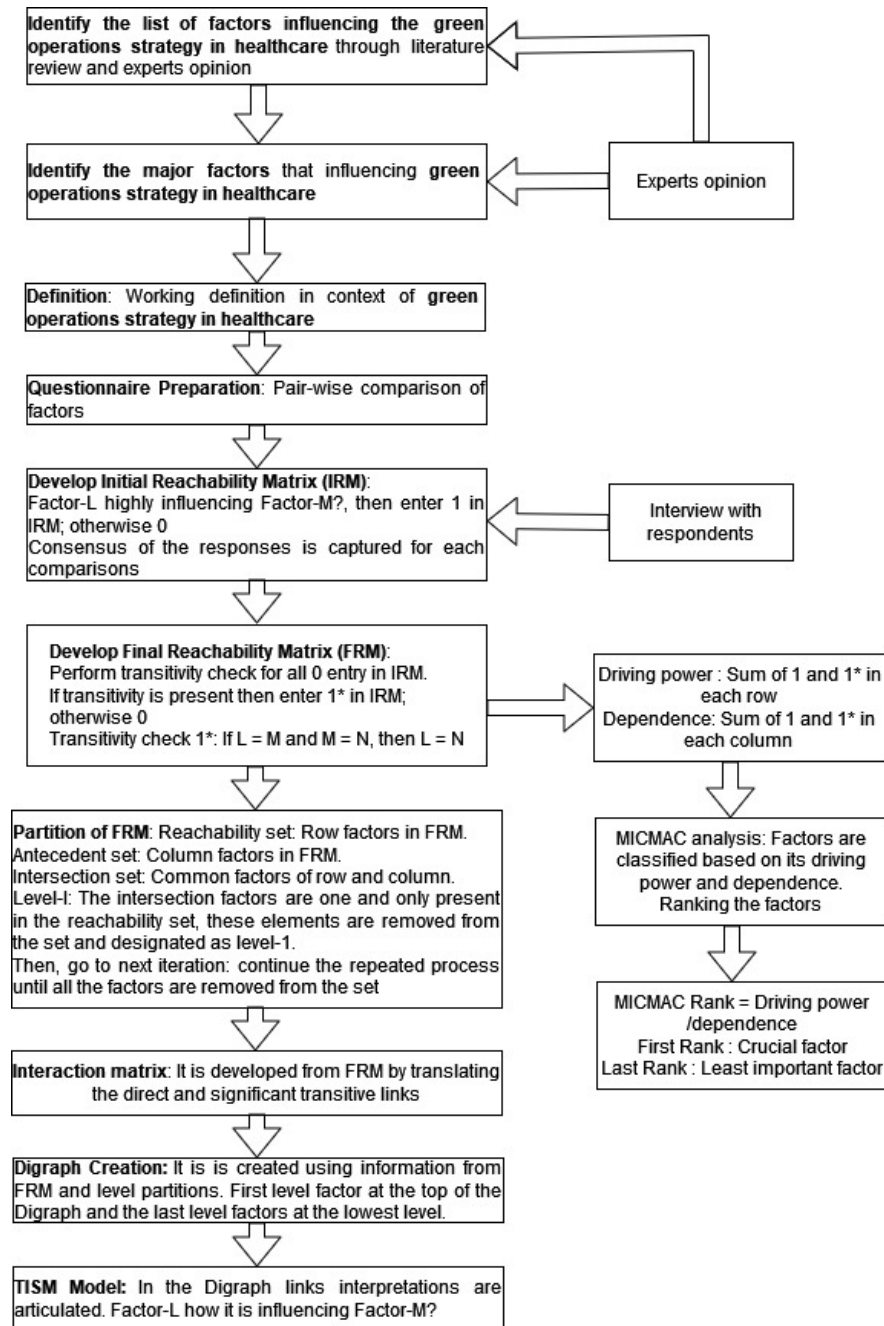 Identify the list of factors influencing the green
operations strategy in healthcare through literature
review and experts opinion
Identify the major factors that influencing green
operations strategy in healthcare
Experts opinion
Definition: Working definition in context of green
operations strategy in healthcare
Questionnaire Preparation: Pair-wise comparison of
factors
Develop Initial Reachability Matrix (IRM):
Factor-L highly influencing Factor-M?, then enter 1 in
IRM; otherwise 0
Consensus of the responses is captured for each
comparisons
Interview with
respondents
Develop Final Reachability Matrix (FRM):
Perform transitivity check for all 0 entry in IRM.
If transitivity is present then enter 1* in IRM;
otherwise 0
Transitivity check 1*: If L = M and M = N, then L = N
Driving power : Sum of 1 and 1* in
each row
Dependence: Sum of 1 and 1* in
each column
Partition of FRM: Reachability set: Row factors in FRM.
Antecedent set: Column factors in FRM.
Intersection set: Common factors of row and column.
Level-I: The intersection factors are one and only present
in the reachability set, these elements are removed from
the set and designated as level-1.
Then, go to next iteration: continue the repeated process
until all the factors are removed from the set
MICMAC analysis: Factors are
classified based on its driving
power and dependence.
Ranking the factors
MICMAC Rank = Driving power
/dependence
First Rank : Crucial factor
Last Rank : Least important factor
Interaction matrix: It is developed from FRM by translating
the direct and significant transitive links
Digraph Creation: It is is created using information from
FRM and level partitions. First level factor at the top of the
Digraph and the last level factors at the lowest level.
TISM Model: In the Digraph links interpretations are
articulated. Factor-L how it is influencing Factor-M?